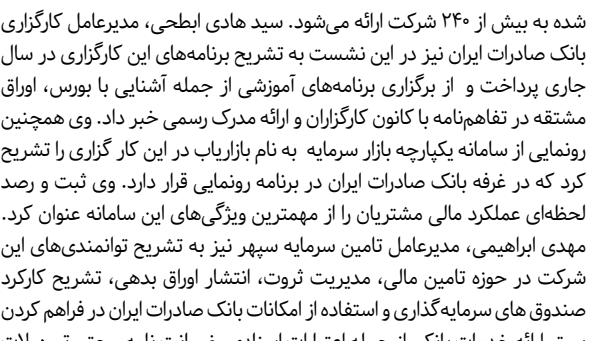 شده به بیش از ۲۴۰ شرکت ارائه می‌شود. سید هادی ابطحی، مدیرعامل کارگزاری
بانک صادرات ایران نیز در این نشست به تشریح برنامه‌های این کارگزاری در سال
جاری پرداخت و از برگزاری برنامه‌های آموزشی از جمله آشنایی با بورس، اوراق
مشتقه در تفاهم‌نامه با کانون کارگزاران و ارائه مدرک رسمی خبر داد. وی همچنین
رونمایی از سامانه یکپارچه بازار سرمایه به نام بازاریاب در این کار گزاری را تشریح
کرد که در غرفه بانک صادرات ایران در برنامه رونمایی قرار دارد. وی ثبت و رصد
لحظه‌ای عملکرد مالی مشتریان را از مهمترین ویژگی‌های این سامانه عنوان کرد.
مهدی ابراهیمی، مدیرعامل تامین سرمایه سپهر نیز به تشریح توانمندی‌های این
شرکت در حوزه تامین مالی، مدیریت ثروت، انتشار اوراق بدهی، تشریح کارکرد
صندوق های سرمایه‌گذاری و استفاده از امکانات بانک صادرات ایران در فراهم کردن